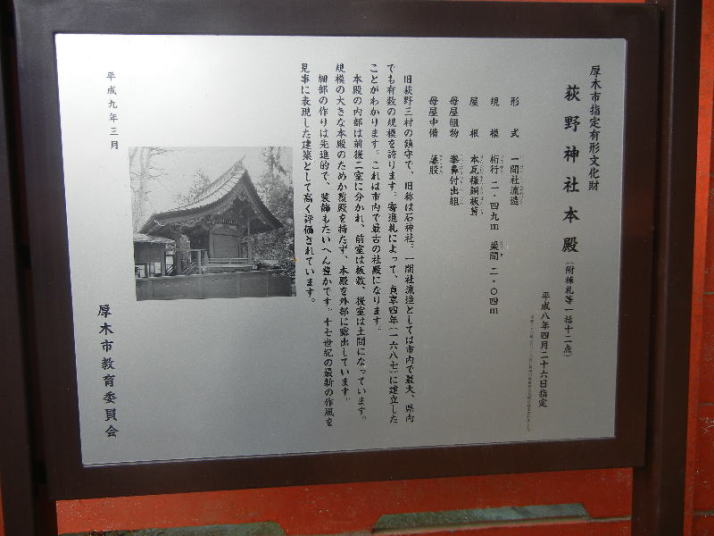 厚木市指定有形文化財
荻野神社本殿（附棟札等一括十二点）
平成八年四月二十六日指定
形式 一間社流造
規模 桁行 二・四九m 梁間 二・〇四m
屋根 本瓦棒銅板葺
母屋組物 拳鼻付出組
母屋中備 蟇股
旧荻野三村の鎮守で、旧称は石神社。一間社流造としては市内で最大、県内
でも有数の規模を誇ります。審進札によって、貞享四年（一六八七）に建立した
ことがわかります。これは市内で最古の社殿になります。
本殿の内部は前後二室に分かれ、前室は板敷、後室は土間になっています。
規模の大きな本殿のためか覆殿を持たず、本殿を外部に露出しています。
細部の作りは先進的で、装飾もたいへん豊かです。十七世紀の最新の作風を
見事に表現した建築として高く評価されています。
平成九年三月
厚木市教育委員会